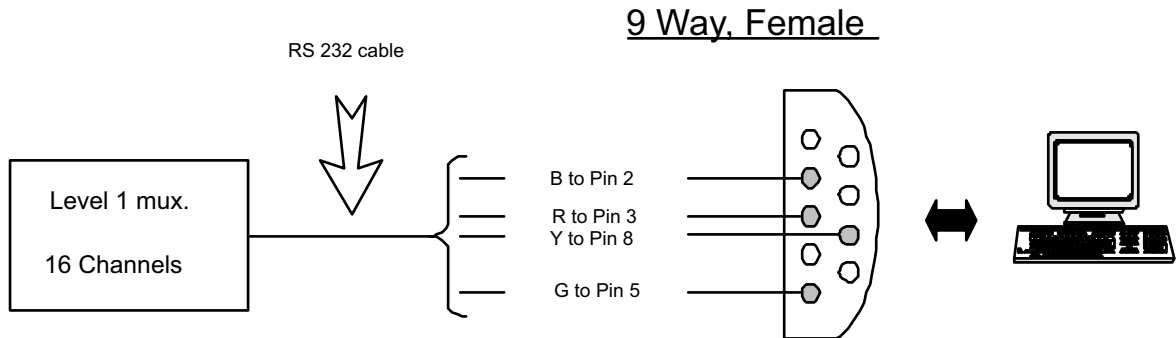 9 Way, Female
RS 232 cable
Level 1 mux.
16 Channels
B to Pin 2
R to Pin 3
Y to Pin 8
G to Pin 5